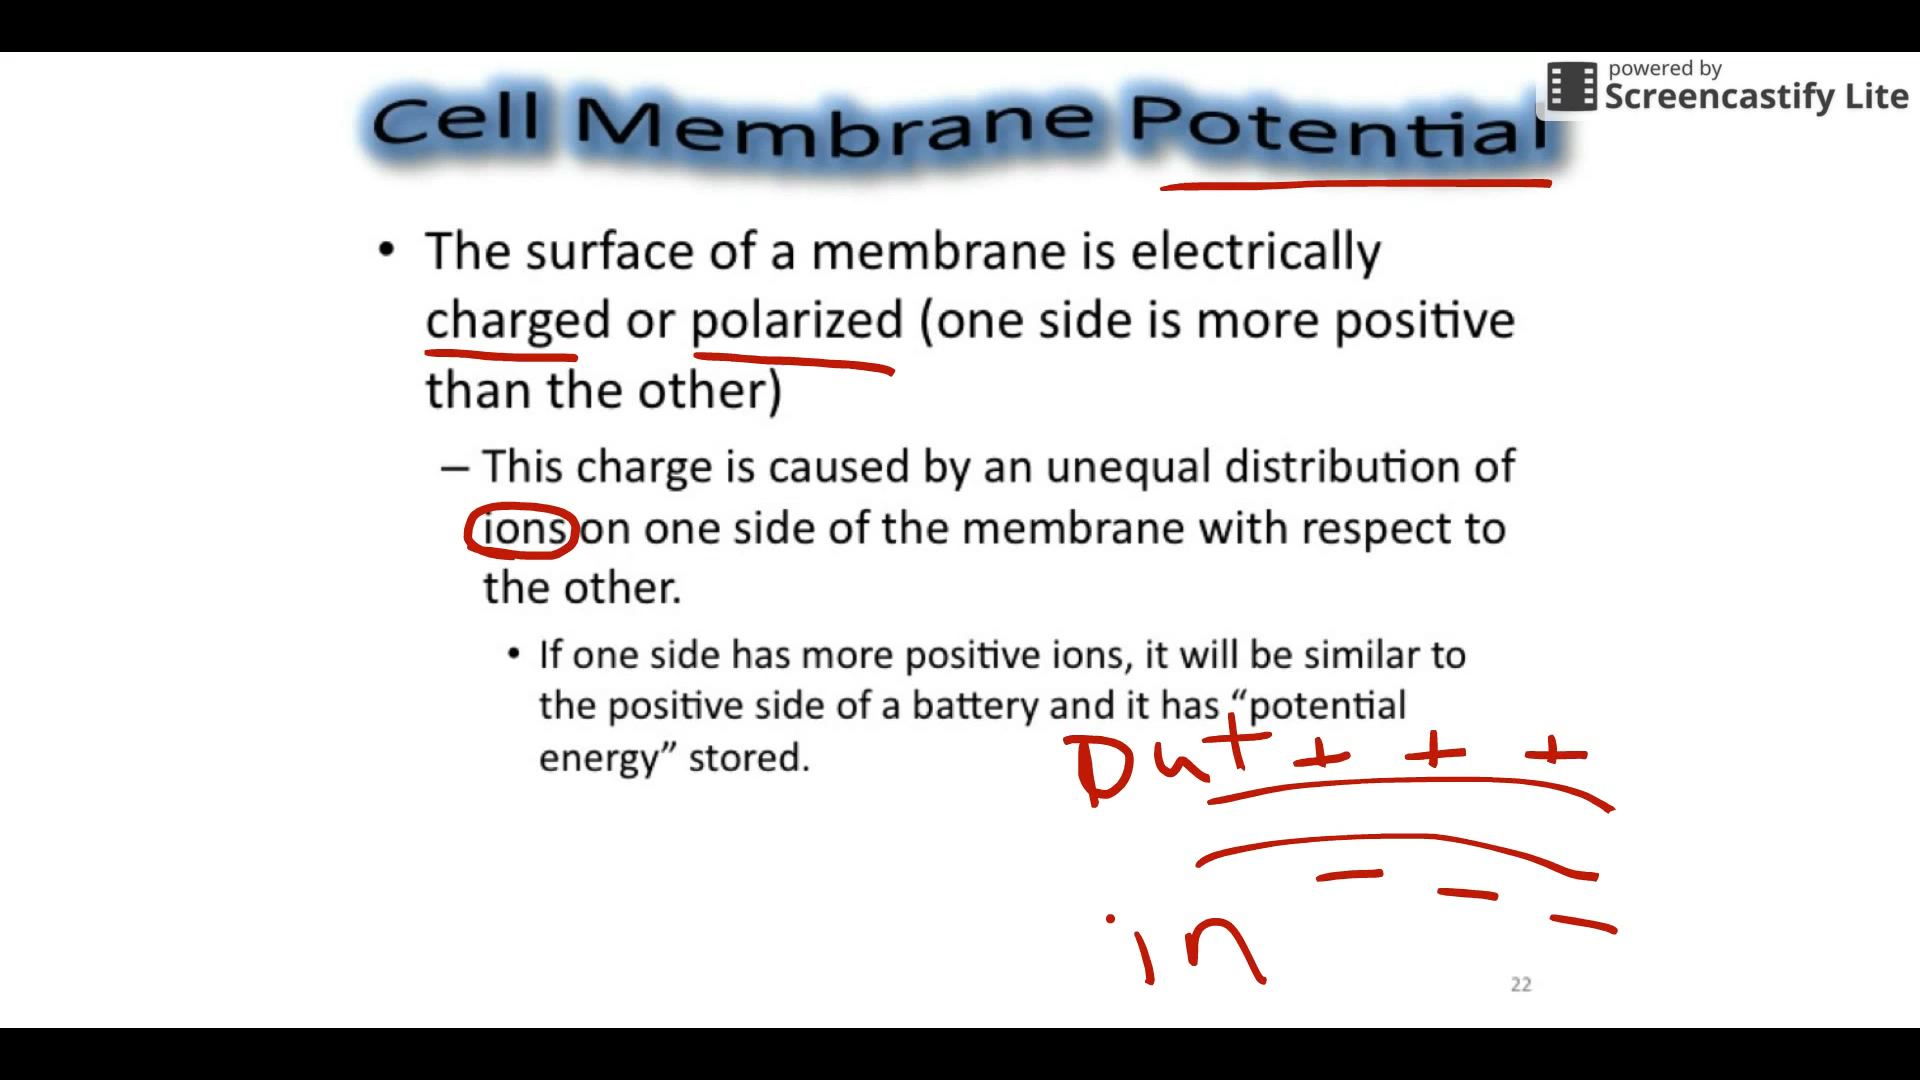 powered by
Screencastify Lite
Cell Membrane Potential
• The surface of a membrane is electrically
charged or polarized (one side is more positive
than the other)
– This charge is caused by an unequal distribution of
ions on one side of the membrane with respect to
the other.
• If one side has more positive ions, it will be similar to
the positive side of a battery and it has “potential
energy” stored.
Out + + +
- - -
in
22